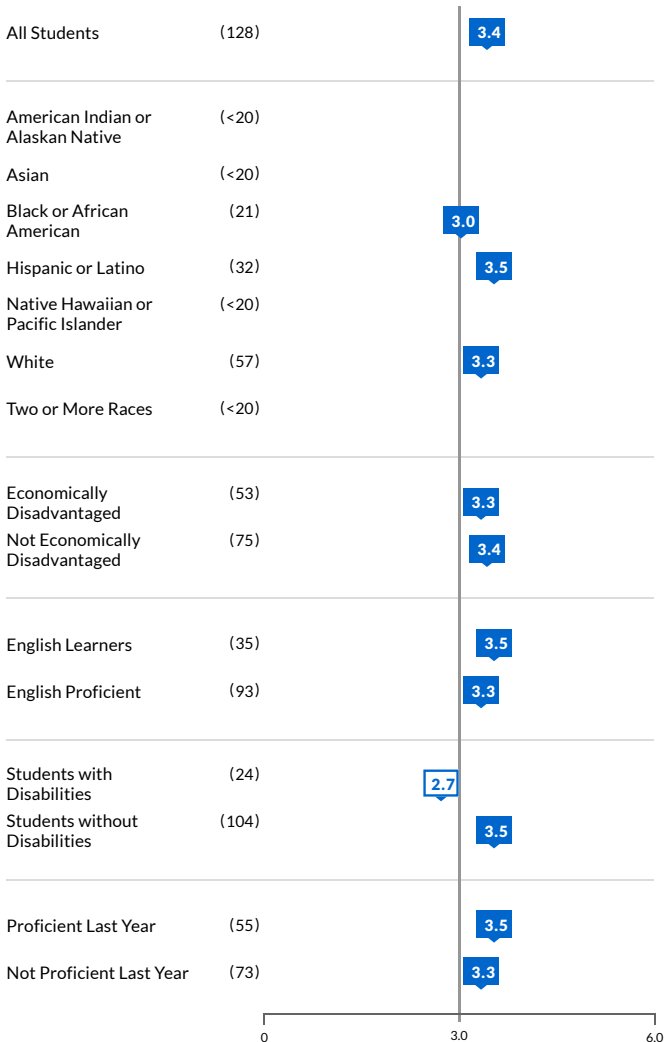 All Students (128) 3.4
American Indian or (<20)
Alaskan Native
Asian (<20)
Black or African (21) 3.0
American
Hispanic or Latino (32) 3.5
Native Hawaiian or (<20)
Pacific Islander
White (57) 3.3
Two or More Races (<20)
Economically (53) 3.3
Disadvantaged
Not Economically (75) 3.4
Disadvantaged
English Learners (35) 3.5
English Proficient (93) 3.3
Students with (24) 2.7
Disabilities
Students without (104) 3.5
Disabilities
Proficient Last Year (55) 3.5
Not Proficient Last Year (73) 3.3
0 3.0 6.0